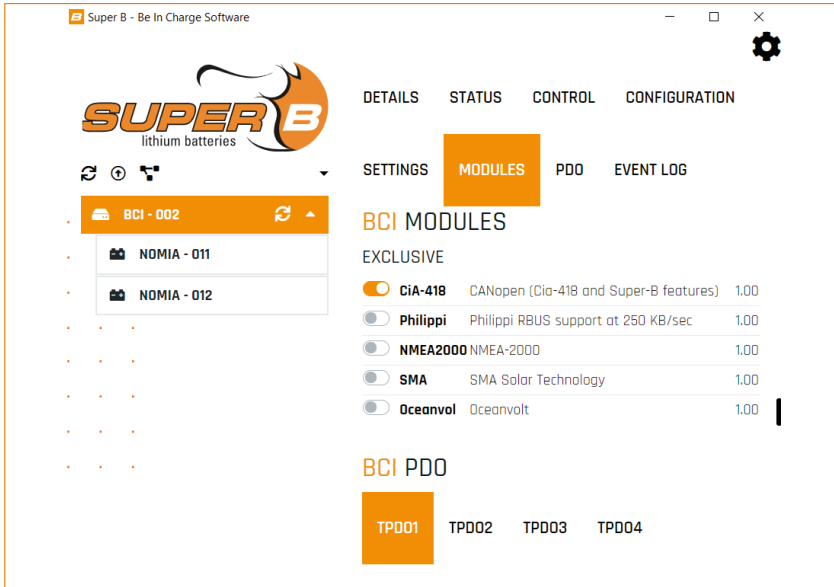 B Super B - Be In Charge Software
SUPER B
lithium batteries
DETAILS STATUS CONTROL CONFIGURATION
SETTINGS MODULES PDO EVENT LOG
BCI - 002
NOMIA - 011
NOMIA - 012
BCI MODULES
EXCLUSIVE
CiA-418 CANopen (Cia-418 and Super-B features) 1.00
Philippi Philippi RBUS support at 250 KB/sec 1.00
NMEA2000 NMEA-2000 1.00
SMA SMA Solar Technology 1.00
Oceanvol Oceanvolt 1.00
BCI PDO
TPDO1 TPDO2 TPDO3 TPDO4